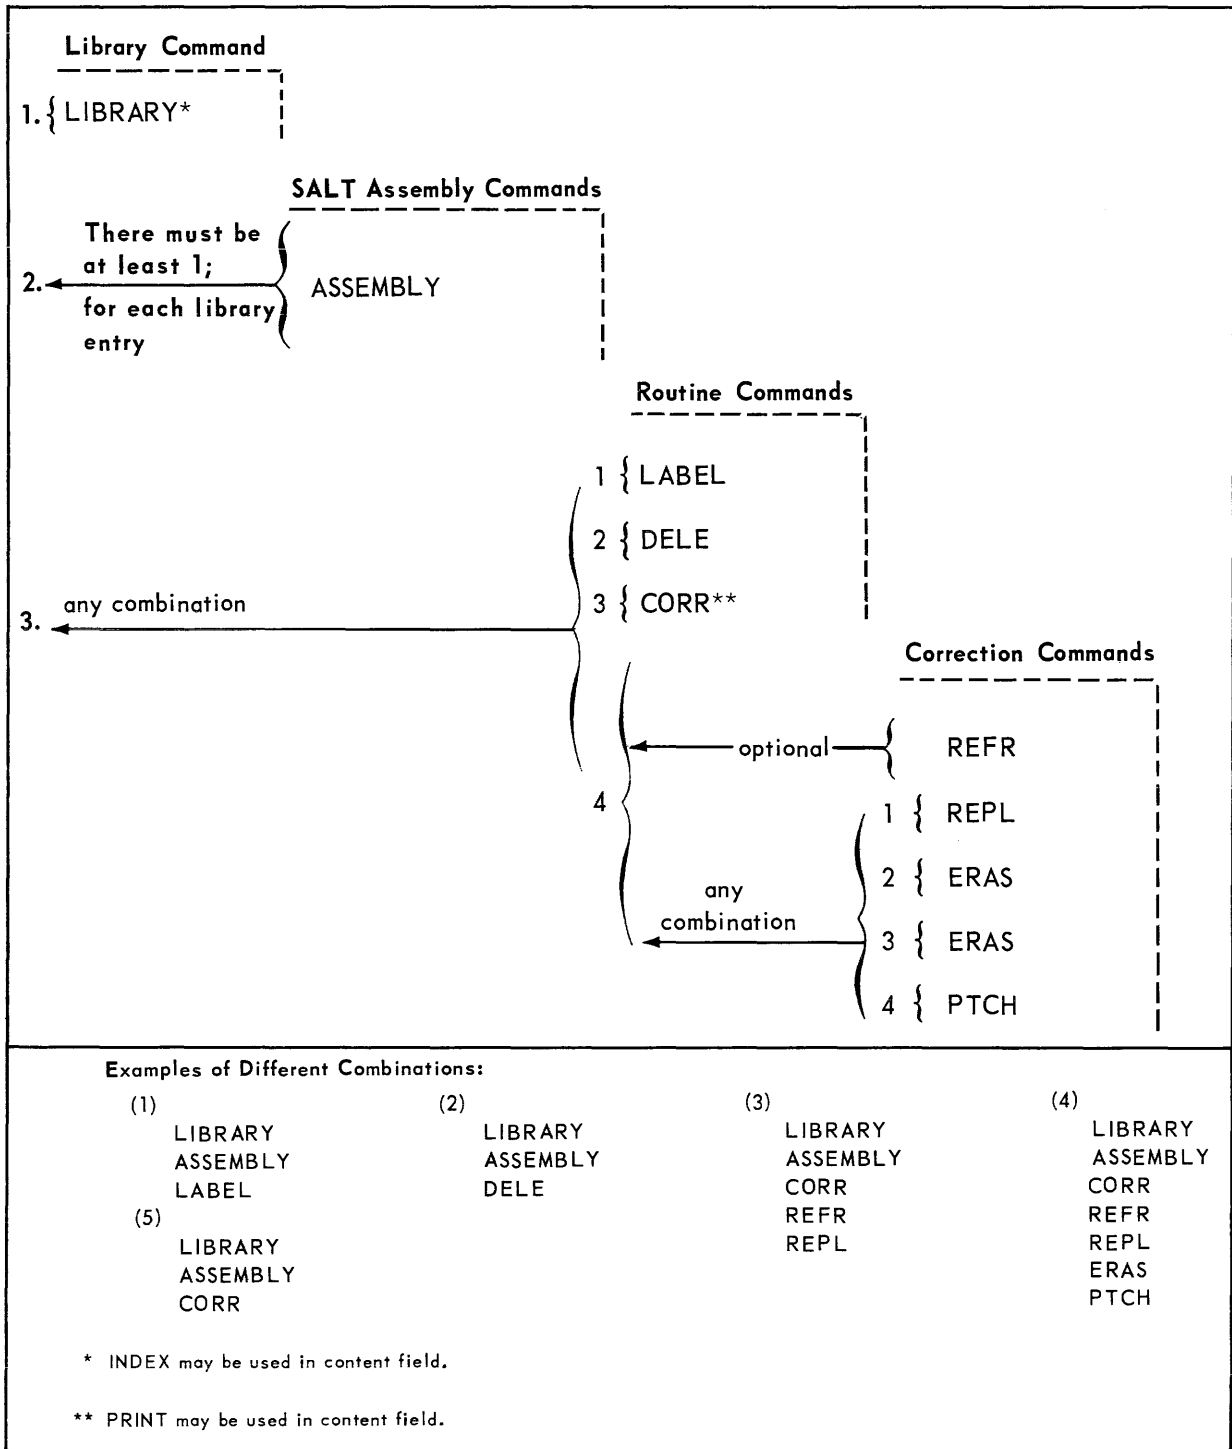 Library Command
1. { LIBRARY*
SALT Assembly Commands
There must be
at least 1;
2.
for each library
entry
{ ASSEMBLY
Routine Commands
1 { LABEL
2 { DELE
3 { CORR**
3. any combination
Correction Commands
optional { REFR
4
1 { REPL
2 { ERAS
any
combination
3 { ERAS
4 { PTCH
Examples of Different Combinations:
(1)
LIBRARY
ASSEMBLY
LABEL
(2)
LIBRARY
ASSEMBLY
DELE
(3)
LIBRARY
ASSEMBLY
CORR
REFR
REPL
(4)
LIBRARY
ASSEMBLY
CORR
REFR
REPL
ERAS
PTCH
(5)
LIBRARY
ASSEMBLY
CORR
* INDEX may be used in content field.
** PRINT may be used in content field.